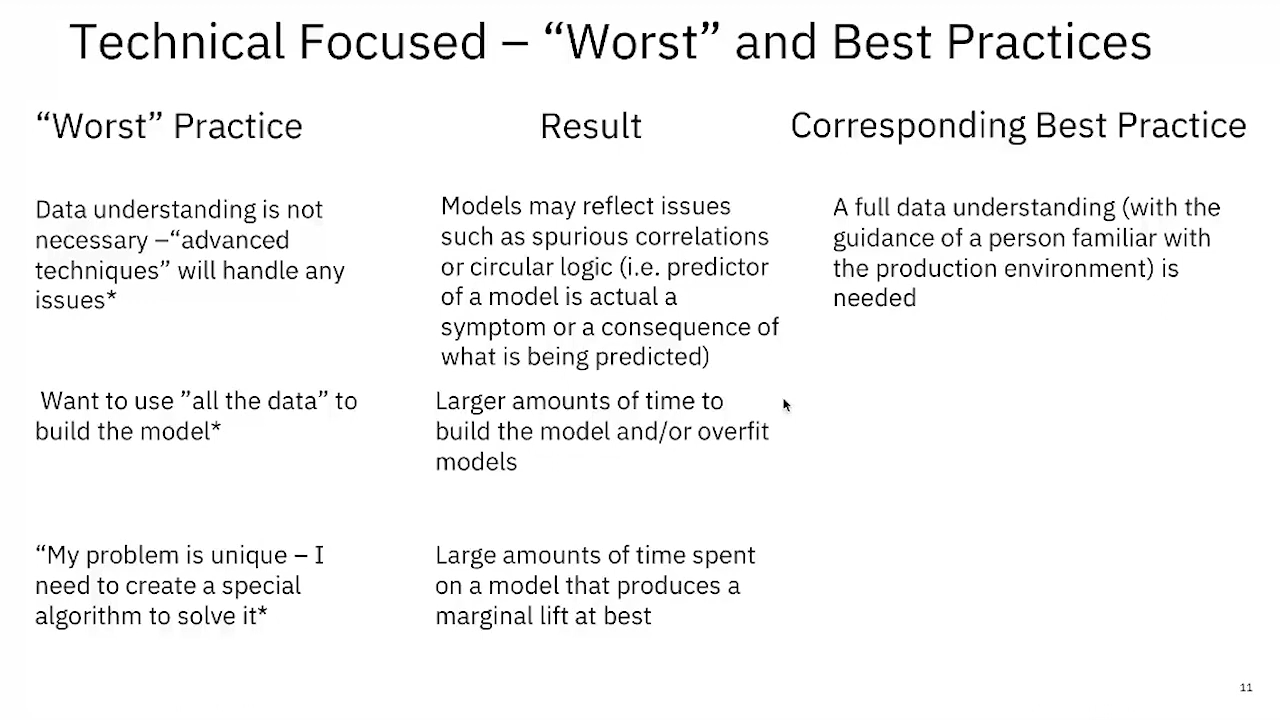 Technical Focused – “Worst” and Best Practices
“Worst” Practice
Result
Corresponding Best Practice
Data understanding is not
necessary –“advanced
techniques” will handle any
issues*
Models may reflect issues
such as spurious correlations
or circular logic (i.e. predictor
of a model is actual a
symptom or a consequence of
what is being predicted)
A full data understanding (with the
guidance of a person familiar with
the production environment) is
needed
Want to use ”all the data” to
build the model*
Larger amounts of time to
build the model and/or overfit
models
“My problem is unique – I
need to create a special
algorithm to solve it*
Large amounts of time spent
on a model that produces a
marginal lift at best
11